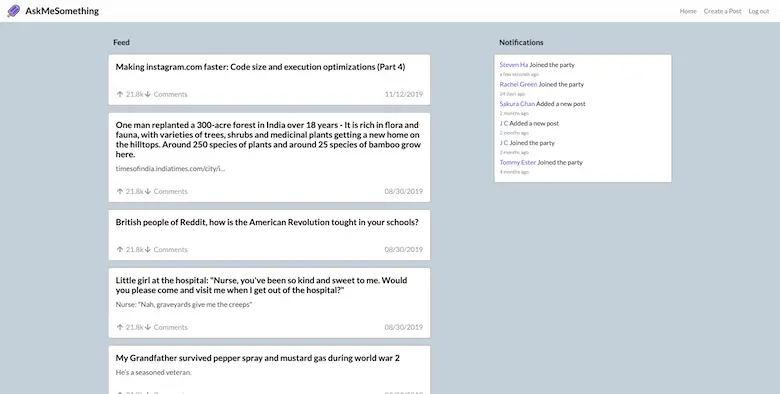 AskMeSomething
Home Create a Post Log out
Feed
Making instagram.com faster: Code size and execution optimizations (Part 4)
21.8k Comments 11/12/2019
One man replanted a 300-acre forest in India over 18 years - It is rich in flora and
fauna, with varieties of trees, shrubs and medicinal plants getting a new home on
the hilltops. Around 250 species of plants and around 25 species of bamboo grow
here.
timesofindia.indiatimes.com/city/i...
21.8k Comments 08/30/2019
British people of Reddit, how is the American Revolution tought in your schools?
21.8k Comments 08/30/2019
Little girl at the hospital: "Nurse, you've been so kind and sweet to me. Would
you please come and visit me when I get out of the hospital?"
Nurse: "Nah, graveyards give me the creeps"
21.8k Comments 08/30/2019
My Grandfather survived pepper spray and mustard gas during world war 2
He's a seasoned veteran.
Notifications
Steven Ha Joined the party
a few seconds ago
Rachel Green Joined the party
days ago
Sakura Chan Added a new post
2 months ago
J C Added a new post
2 months ago
J C Joined the party
2 months ago
Tommy Ester Joined the party
4 months ago